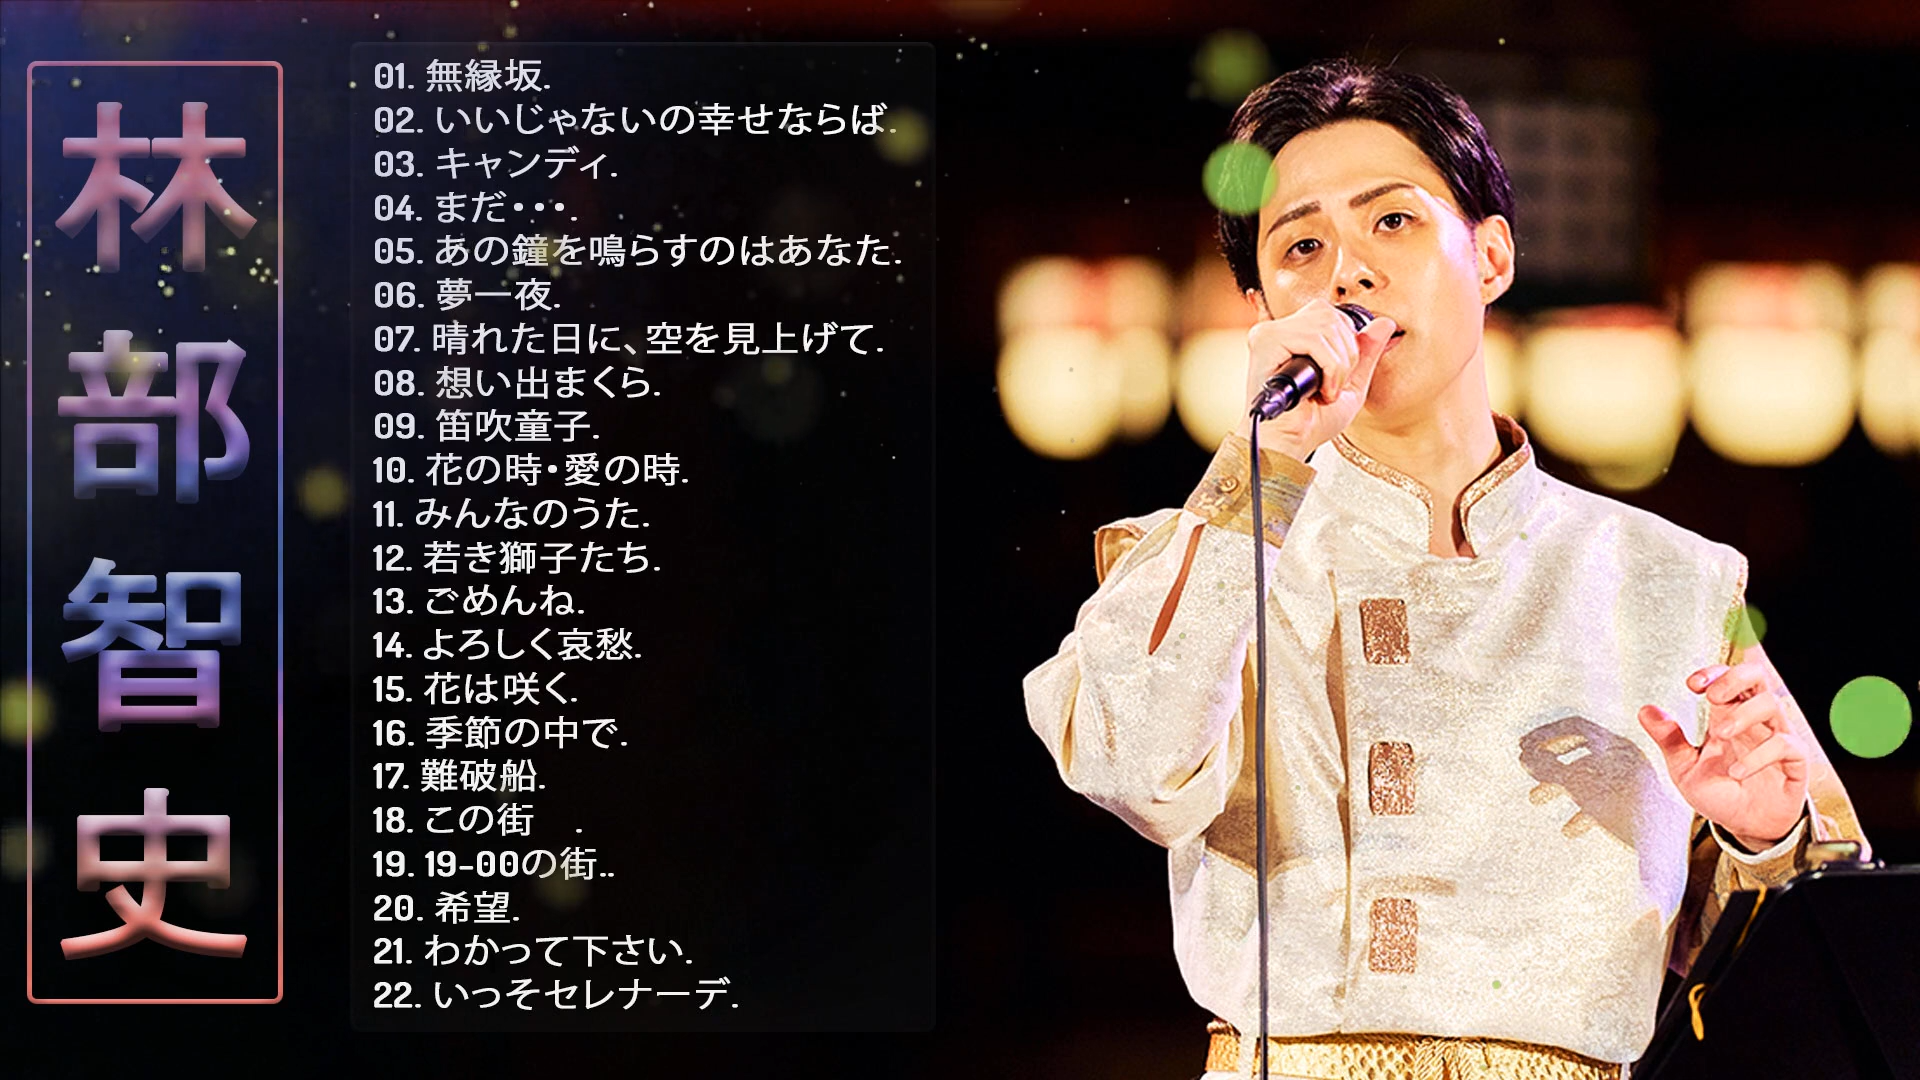 林部智史
01. 無縁坂.
02. いいじゃないの幸せならば.
03. キャンディ.
04. まだ・・・.
05. あの鐘を鳴らすのはあなた.
06. 夢一夜.
07. 晴れた日に、空を見上げて.
08. 想い出まくら.
09. 笛吹童子.
10. 花の時・愛の時.
11. みんなのうた.
12. 若き獅子たち.
13. ごめんね.
14. よろしく哀愁.
15. 花は咲く.
16. 季節の中で.
17. 難破船.
18. この街　.
19. 19-00の街..
20. 希望.
21. わかって下さい.
22. いっそセレナーデ.